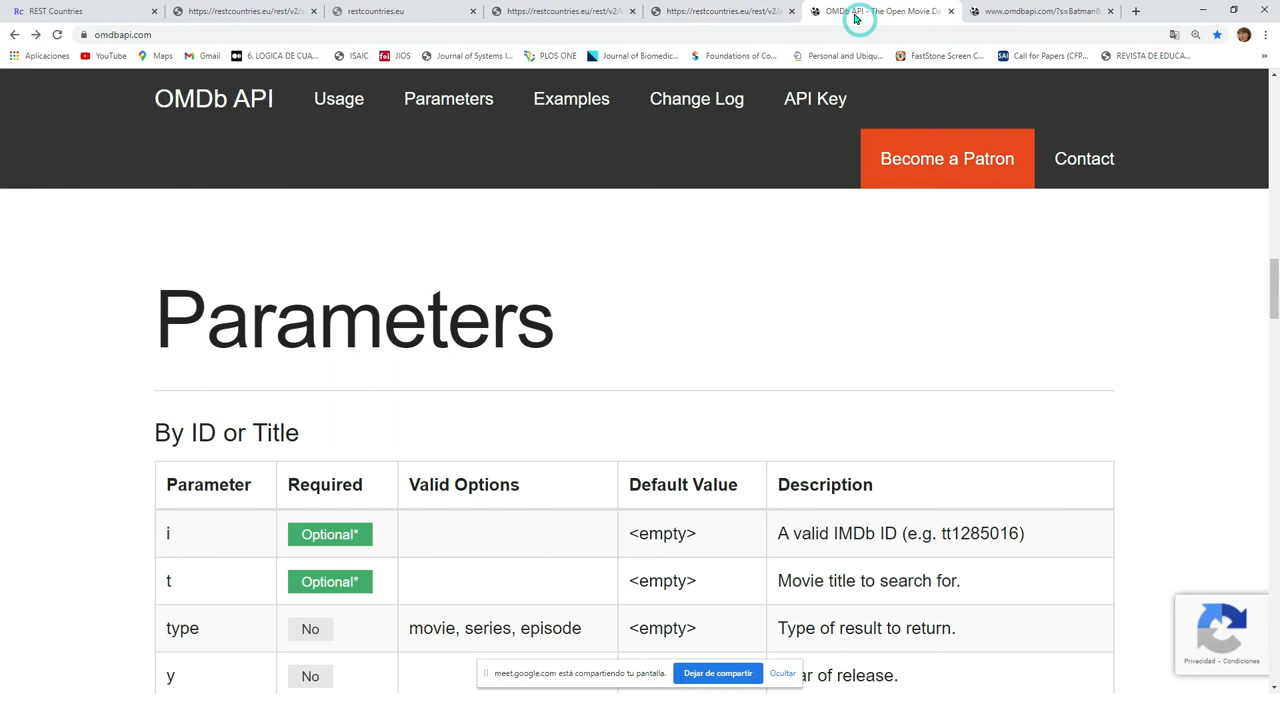 REST Countries
https://restcountries.eu/rest/v2/
restcountries.eu
https://restcountries.eu/rest/v2/
https://restcountries.eu/rest/v2/
OMDb API - The Open Movie Da
www.omdbapi.com/?s=Batman&
omdbapi.com
Aplicaciones
YouTube
Maps
Gmail
6. LOGICA DE CUA...
ISAIC
JIOS
Journal of Systems I...
PLOS ONE
Journal of Biomedic...
Foundations of Co...
Personal and Ubiqu...
FastStone Screen C...
Call for Papers (CFP...
REVISTA DE EDUCA...
OMDb API Usage Parameters Examples Change Log API Key
Become a Patron Contact
Parameters
By ID or Title
Parameter Required Valid Options Default Value Description
i Optional* <empty> A valid IMDb ID (e.g. tt1285016)
t Optional* <empty> Movie title to search for.
type No movie, series, episode <empty> Type of result to return.
y No ar of release.
meet.google.com está compartiendo tu pantalla. Dejar de compartir Ocultar
Privacidad - Condiciones